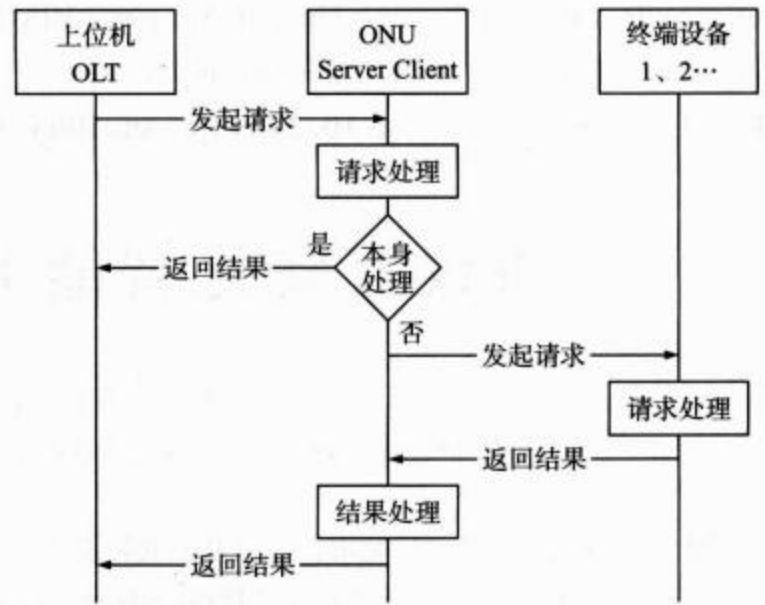 上位机
OLT
ONU
Server Client
终端设备
1、2…
发起请求
请求处理
是
本身
处理
返回结果
否
发起请求
请求处理
返回结果
结果处理
返回结果